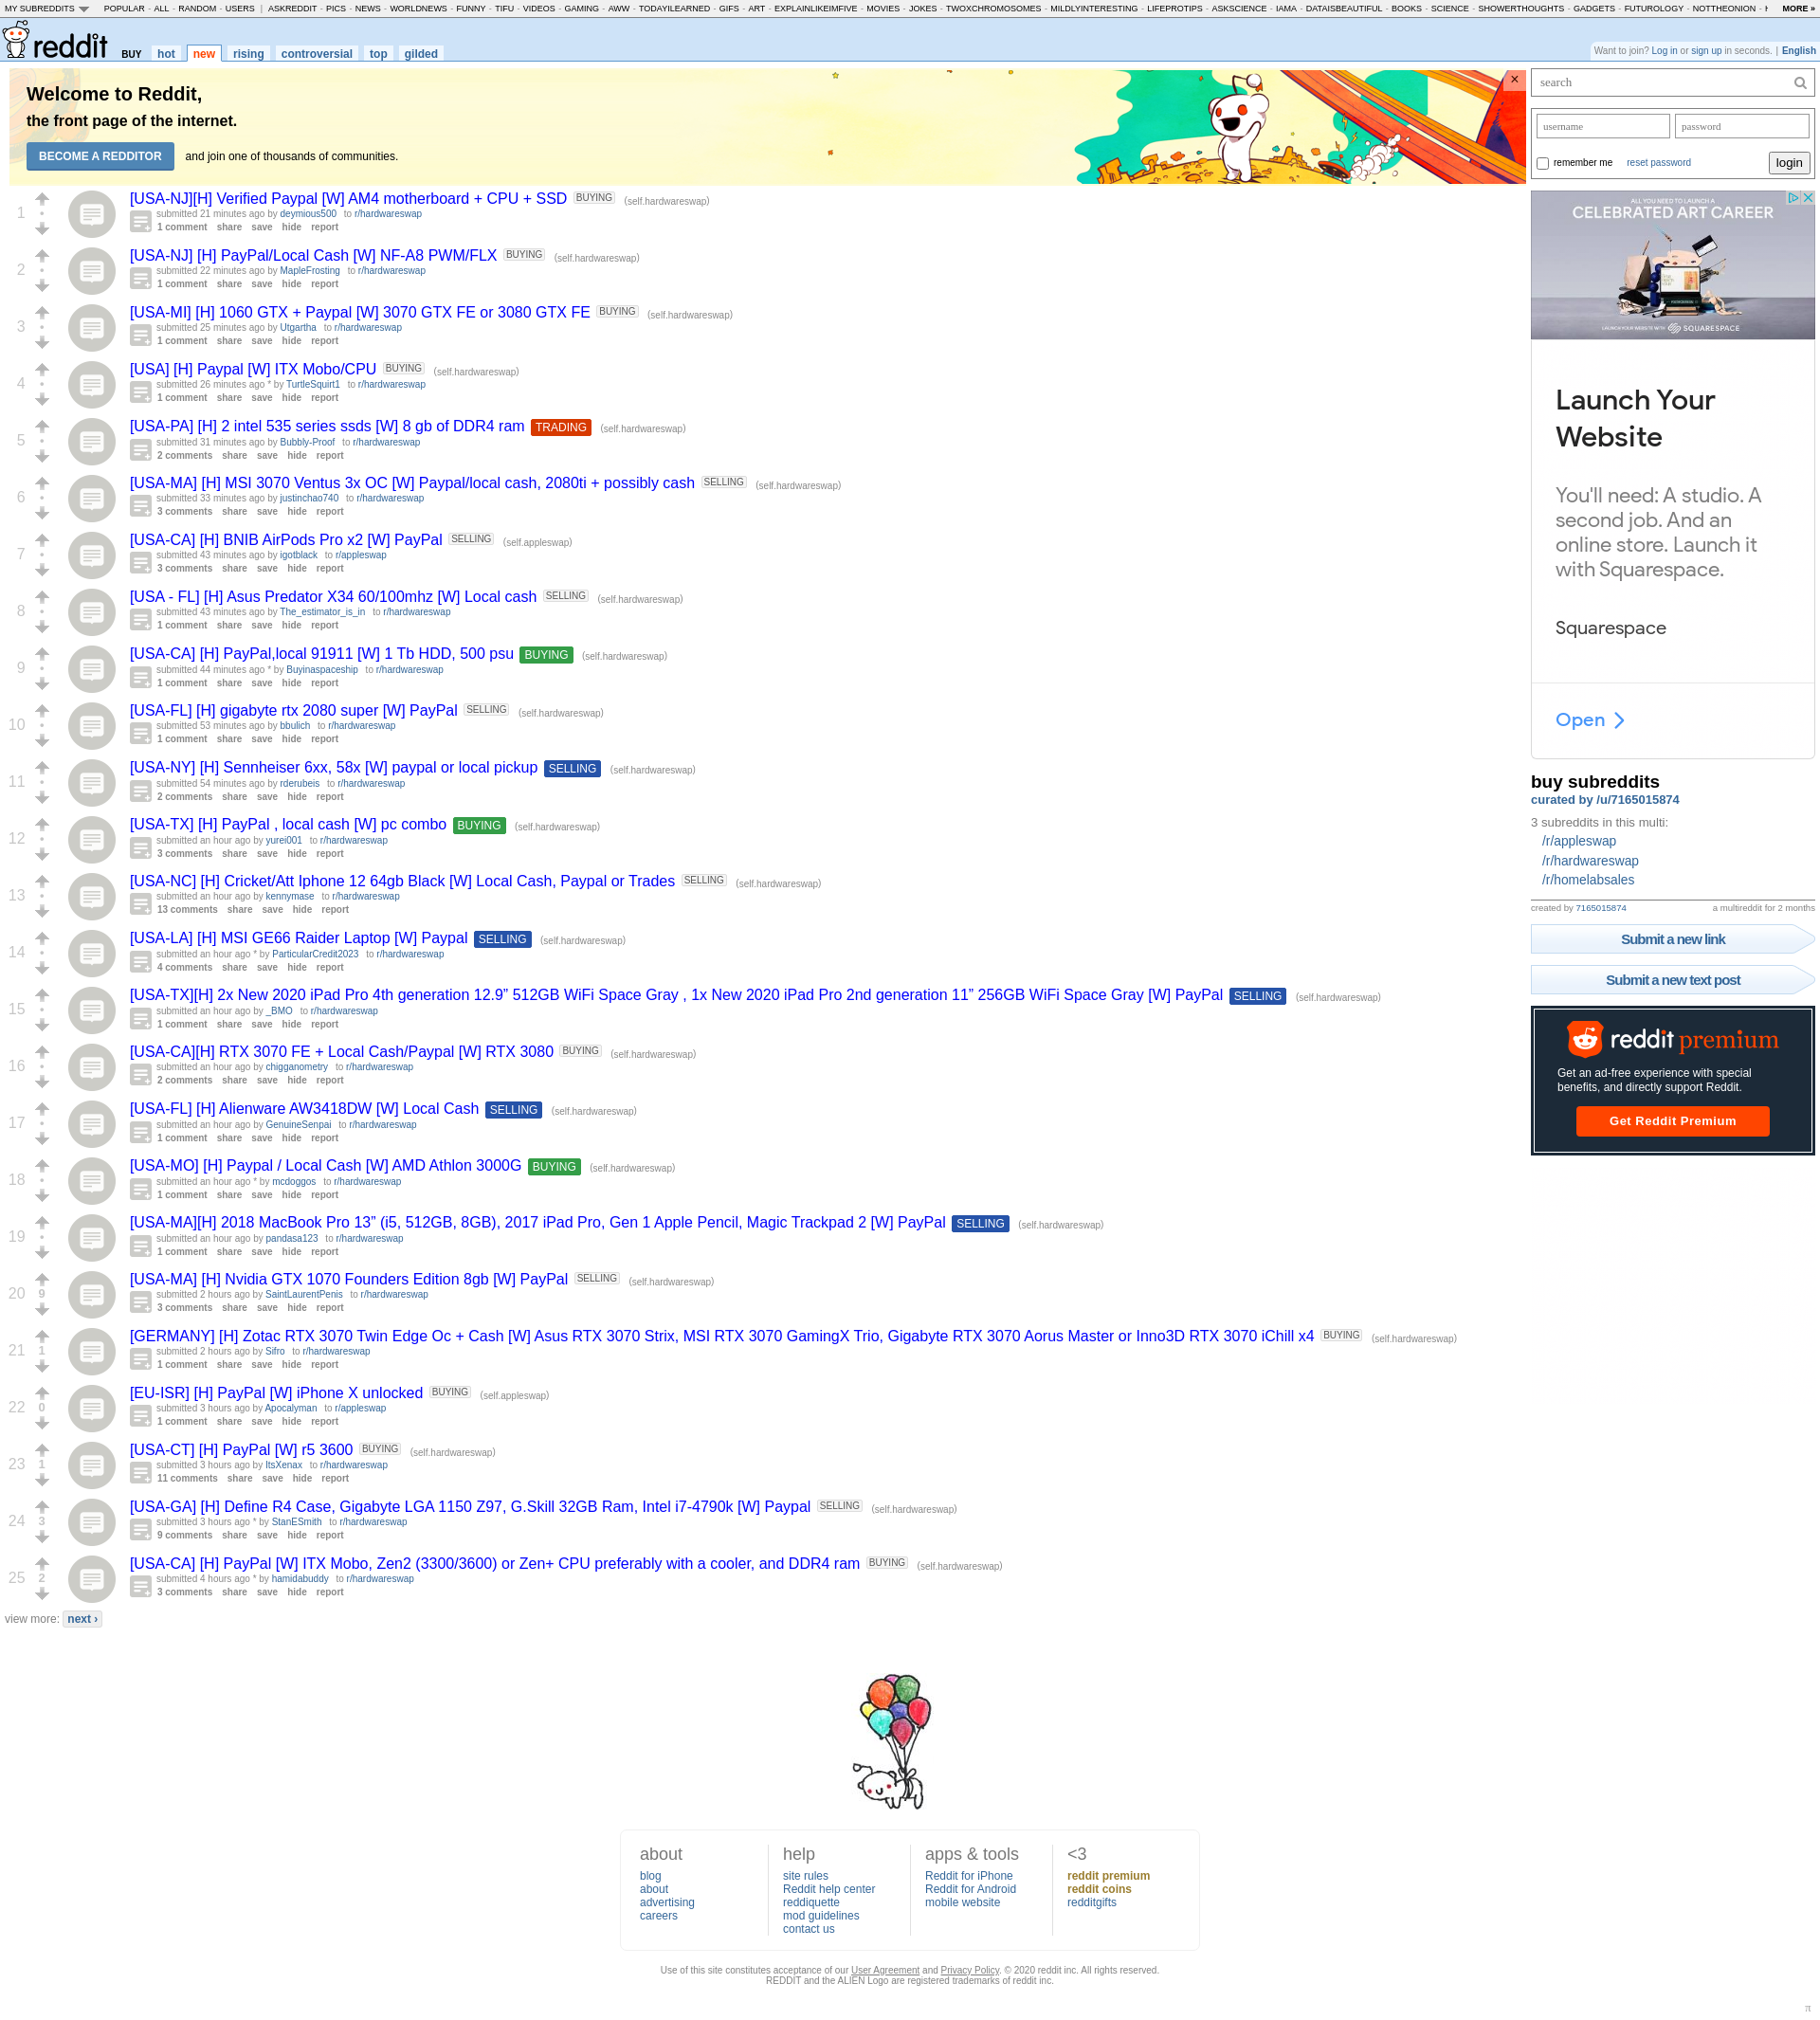 MY SUBREDDITS POPULAR - ALL - RANDOM - USERS | ASKREDDIT - PICS - NEWS - WORLDNEWS - FUNNY - TIFU - VIDEOS - GAMING - AWW - TODAYILEARNED - GIFS - ART - EXPLAINLIKEIMFIVE - MOVIES - JOKES - TWOXCHROMOSOMES - MILDLYINTERESTING - LIFEPROTIPS - ASKSCIENCE - IAMA - DATAISBEAUTIFUL - BOOKS - SCIENCE - SHOWERTHOUGHTS - GADGETS - FUTUROLOGY - NOTTHEONION - MORE »
reddit BUY hot new rising controversial top gilded
Want to join? Log in or sign up in seconds. | English
Welcome to Reddit,
the front page of the internet.
BECOME A REDDITOR and join one of thousands of communities.
1
[USA-NJ][H] Verified Paypal [W] AM4 motherboard + CPU + SSD BUYING (self.hardwareswap)
submitted 21 minutes ago by deymious500 to r/hardwareswap
1 comment share save hide report
2
[USA-NJ] [H] PayPal/Local Cash [W] NF-A8 PWM/FLX BUYING (self.hardwareswap)
submitted 22 minutes ago by MapleFrosting to r/hardwareswap
1 comment share save hide report
3
[USA-MI] [H] 1060 GTX + Paypal [W] 3070 GTX FE or 3080 GTX FE BUYING (self.hardwareswap)
submitted 25 minutes ago by Utgartha to r/hardwareswap
1 comment share save hide report
4
[USA] [H] Paypal [W] ITX Mobo/CPU BUYING (self.hardwareswap)
submitted 26 minutes ago * by TurtleSquirt1 to r/hardwareswap
1 comment share save hide report
5
[USA-PA] [H] 2 intel 535 series ssds [W] 8 gb of DDR4 ram TRADING (self.hardwareswap)
submitted 31 minutes ago by Bubbly-Proof to r/hardwareswap
2 comments share save hide report
6
[USA-MA] [H] MSI 3070 Ventus 3x OC [W] Paypal/local cash, 2080ti + possibly cash SELLING (self.hardwareswap)
submitted 33 minutes ago by justinchao740 to r/hardwareswap
3 comments share save hide report
7
[USA-CA] [H] BNIB AirPods Pro x2 [W] PayPal SELLING (self.appleswap)
submitted 43 minutes ago by igotblack to r/appleswap
3 comments share save hide report
8
[USA - FL] [H] Asus Predator X34 60/100mhz [W] Local cash SELLING (self.hardwareswap)
submitted 43 minutes ago by The_estimator_is_in to r/hardwareswap
1 comment share save hide report
9
[USA-CA] [H] PayPal,local 91911 [W] 1 Tb HDD, 500 psu BUYING (self.hardwareswap)
submitted 44 minutes ago * by Buyinaspaceship to r/hardwareswap
1 comment share save hide report
10
[USA-FL] [H] gigabyte rtx 2080 super [W] PayPal SELLING (self.hardwareswap)
submitted 53 minutes ago by bbulich to r/hardwareswap
1 comment share save hide report
11
[USA-NY] [H] Sennheiser 6xx, 58x [W] paypal or local pickup SELLING (self.hardwareswap)
submitted 54 minutes ago by rderubeis to r/hardwareswap
2 comments share save hide report
12
[USA-TX] [H] PayPal , local cash [W] pc combo BUYING (self.hardwareswap)
submitted an hour ago by yurei001 to r/hardwareswap
3 comments share save hide report
13
[USA-NC] [H] Cricket/Att Iphone 12 64gb Black [W] Local Cash, Paypal or Trades SELLING (self.hardwareswap)
submitted an hour ago by kennymase to r/hardwareswap
13 comments share save hide report
14
[USA-LA] [H] MSI GE66 Raider Laptop [W] Paypal SELLING (self.hardwareswap)
submitted an hour ago * by ParticularCredit2023 to r/hardwareswap
4 comments share save hide report
15
[USA-TX][H] 2x New 2020 iPad Pro 4th generation 12.9” 512GB WiFi Space Gray , 1x New 2020 iPad Pro 2nd generation 11” 256GB WiFi Space Gray [W] PayPal SELLING (self.hardwareswap)
submitted an hour ago by _BMO to r/hardwareswap
1 comment share save hide report
16
[USA-CA][H] RTX 3070 FE + Local Cash/Paypal [W] RTX 3080 BUYING (self.hardwareswap)
submitted an hour ago by chigganometry to r/hardwareswap
2 comments share save hide report
17
[USA-FL] [H] Alienware AW3418DW [W] Local Cash SELLING (self.hardwareswap)
submitted an hour ago by GenuineSenpai to r/hardwareswap
1 comment share save hide report
18
[USA-MO] [H] Paypal / Local Cash [W] AMD Athlon 3000G BUYING (self.hardwareswap)
submitted an hour ago * by mcdoggos to r/hardwareswap
1 comment share save hide report
19
[USA-MA][H] 2018 MacBook Pro 13” (i5, 512GB, 8GB), 2017 iPad Pro, Gen 1 Apple Pencil, Magic Trackpad 2 [W] PayPal SELLING (self.hardwareswap)
submitted an hour ago by pandasa123 to r/hardwareswap
1 comment share save hide report
20 9
[USA-MA] [H] Nvidia GTX 1070 Founders Edition 8gb [W] PayPal SELLING (self.hardwareswap)
submitted 2 hours ago by SaintLaurentPenis to r/hardwareswap
3 comments share save hide report
21 1
[GERMANY] [H] Zotac RTX 3070 Twin Edge Oc + Cash [W] Asus RTX 3070 Strix, MSI RTX 3070 GamingX Trio, Gigabyte RTX 3070 Aorus Master or Inno3D RTX 3070 iChill x4 BUYING (self.hardwareswap)
submitted 2 hours ago by Sifro to r/hardwareswap
1 comment share save hide report
22 0
[EU-ISR] [H] PayPal [W] iPhone X unlocked BUYING (self.appleswap)
submitted 3 hours ago by Apocalyman to r/appleswap
1 comment share save hide report
23 1
[USA-CT] [H] PayPal [W] r5 3600 BUYING (self.hardwareswap)
submitted 3 hours ago by ItsXenax to r/hardwareswap
11 comments share save hide report
24 3
[USA-GA] [H] Define R4 Case, Gigabyte LGA 1150 Z97, G.Skill 32GB Ram, Intel i7-4790k [W] Paypal SELLING (self.hardwareswap)
submitted 3 hours ago * by StanESmith to r/hardwareswap
9 comments share save hide report
25 2
[USA-CA] [H] PayPal [W] ITX Mobo, Zen2 (3300/3600) or Zen+ CPU preferably with a cooler, and DDR4 ram BUYING (self.hardwareswap)
submitted 4 hours ago * by hamidabuddy to r/hardwareswap
3 comments share save hide report
view more: next ›
search
username password
remember me reset password login
ALL YOU NEED TO LAUNCH A
CELEBRATED ART CAREER
LAUNCH YOUR WEBSITE WITH SQUARESPACE
Launch Your
Website
You'll need: A studio. A
second job. And an
online store. Launch it
with Squarespace.
Squarespace
Open
buy subreddits
curated by /u/7165015874
3 subreddits in this multi:
/r/appleswap
/r/hardwareswap
/r/homelabsales
created by 7165015874 a multireddit for 2 months
Submit a new link
Submit a new text post
reddit premium
Get an ad-free experience with special
benefits, and directly support Reddit.
Get Reddit Premium
about
blog
about
advertising
careers
help
site rules
Reddit help center
reddiquette
mod guidelines
contact us
apps & tools
Reddit for iPhone
Reddit for Android
mobile website
<3
reddit premium
reddit coins
redditgifts
Use of this site constitutes acceptance of our User Agreement and Privacy Policy. © 2020 reddit inc. All rights reserved.
REDDIT and the ALIEN Logo are registered trademarks of reddit inc.
π